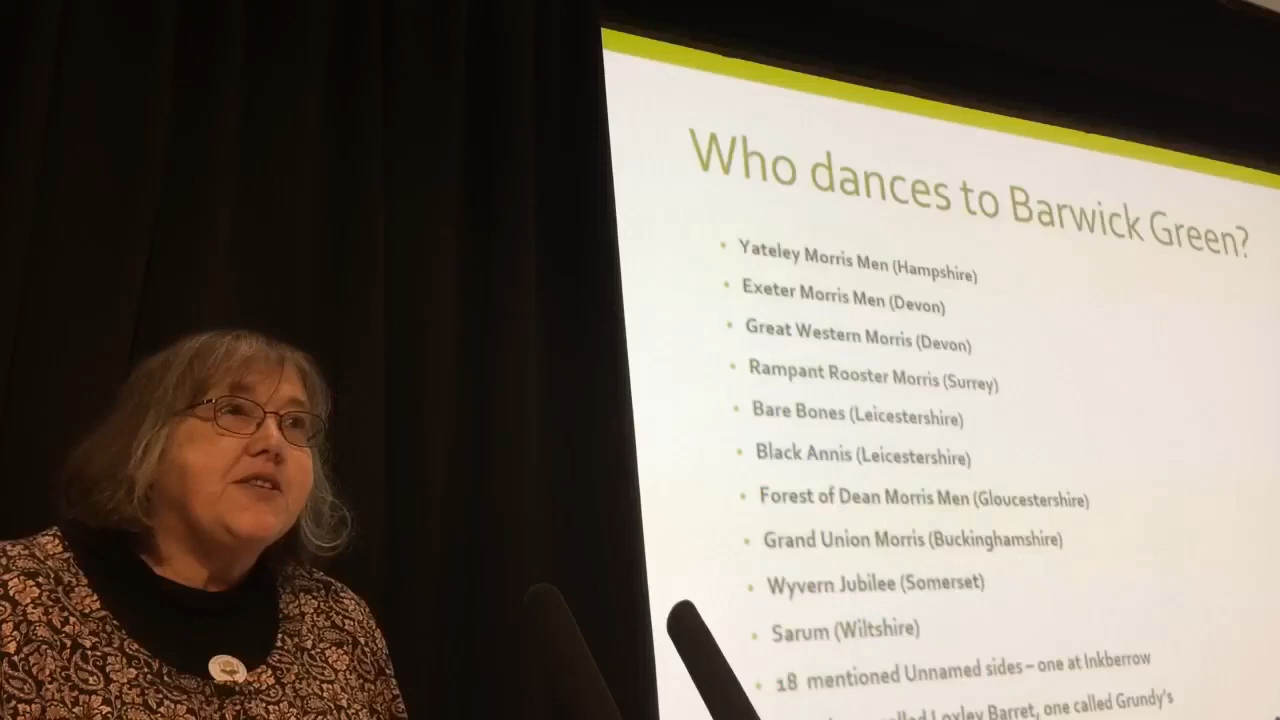 Who dances to Barwick Green?
• Yateley Morris Men (Hampshire)
• Exeter Morris Men (Devon)
• Great Western Morris (Devon)
• Rampant Rooster Morris (Surrey)
• Bare Bones (Leicestershire)
• Black Annis (Leicestershire)
• Forest of Dean Morris Men (Gloucestershire)
• Grand Union Morris (Buckinghamshire)
• Wyvern Jubilee (Somerset)
• Sarum (Wiltshire)
• 18 mentioned Unnamed sides – one at Inkberrow
called Loxley Barret, one called Grundy's